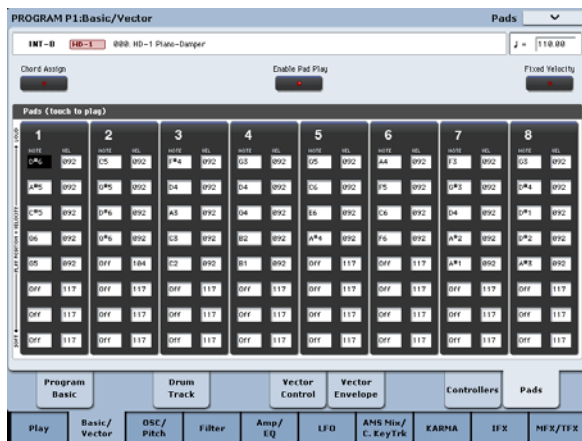 PROGRAM P1:Basic/Vector Pads
INT-B HD-1 000: HD-1 Piano-Damper ♩ = 110.00
Chord Assign Enable Pad Play Fixed Velocity
Pads (touch to play)
1 2 3 4 5 6 7 8
NOTE VEL NOTE VEL NOTE VEL NOTE VEL NOTE VEL NOTE VEL NOTE VEL NOTE VEL
D#6 092 C5 092 F#4 092 G3 092 G5 092 A4 092 F3 092 G3 092
A#5 092 G#5 092 D4 092 D4 092 C6 092 F5 092 G#3 092 D#4 092
092 D#6 092 A3 092 G4 092 E6 092 C6 092 D4 092 D#1 092
G6 092 G#6 092 C3 092 B2 092 A#4 092 F6 092 A#2 092 D#2 092
G5 092 Off 104 C2 092 B1 092 Off 117 Off 117 A#1 092 A#3 092
Off 117 Off 117 Off 117 Off 117 Off 117 Off 117 Off 117 Off 117
Off 117 Off 117 Off 117 Off 117 Off 117 Off 117 Off 117 Off 117
Off 117 Off 117 Off 117 Off 117 Off 117 Off 117 Off 117 Off 117
SOFT PLAY POSITION + VELOCITY LOUD
Program Drum Vector Vector Controllers Pads
Basic Track Control Envelope
Play Basic/ OSC/ Filter Amp/ LFO AMS Mix/ KARMA IFX MFX/TFX
Vector Pitch EQ C.KeyTrk